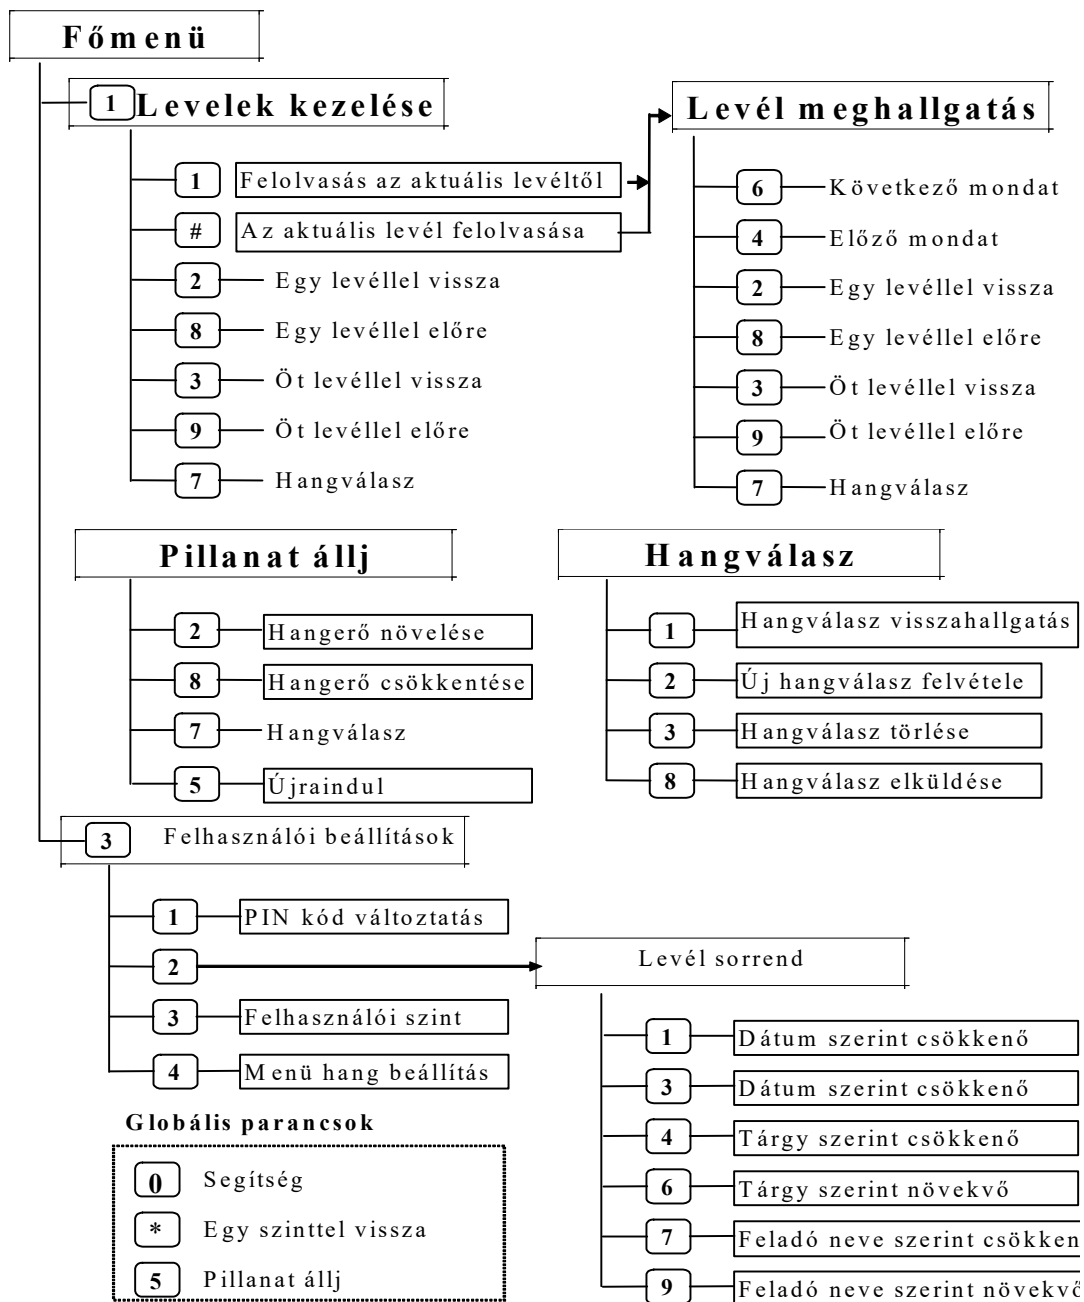 Főmenü
1 Levelek kezelése
1 Felolvasás az aktuális levéltől
# Az aktuális levél felolvasása
2 Egy levéllel vissza
8 Egy levéllel előre
3 Öt levéllel vissza
9 Öt levéllel előre
7 Hangválasz
Levél meghallgatás
6 Következő mondat
4 Előző mondat
2 Egy levéllel vissza
8 Egy levéllel előre
3 Öt levéllel vissza
9 Öt levéllel előre
7 Hangválasz
Pillanat állj
2 Hangerő növelése
8 Hangerő csökkentése
7 Hangválasz
5 Újraindul
Hangválasz
1 Hangválasz visszahallgatás
2 Új hangválasz felvétele
3 Hangválasz törlése
8 Hangválasz elküldése
3 Felhasználói beállítások
1 PIN kód változtatás
2
3 Felhasználói szint
4 Menü hang beállítás
Levél sorrend
1 Dátum szerint csökkenő
3 Dátum szerint csökkenő
4 Tárgy szerint csökkenő
6 Tárgy szerint növekvő
7 Feladó neve szerint csökken
9 Feladó neve szerint növekvő
Globális parancsok
0 Segítség
* Egy szinttel vissza
5 Pillanat állj